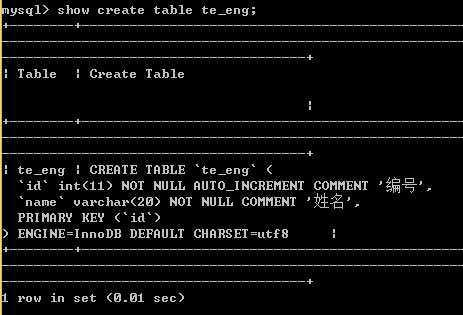 mysql> show create table te_eng;
+--------+-----------------------------------------------
---------------------------------------------------------
---------------------------------------+
| Table  | Create Table
|
+--------+-----------------------------------------------
---------------------------------------------------------
---------------------------------------+
| te_eng | CREATE TABLE `te_eng` (
`id` int(11) NOT NULL AUTO_INCREMENT COMMENT '编号',
`name` varchar(20) NOT NULL COMMENT '姓名',
PRIMARY KEY (`id`)
) ENGINE=InnoDB DEFAULT CHARSET=utf8      |
+--------+-----------------------------------------------
---------------------------------------------------------
---------------------------------------+
1 row in set (0.01 sec)